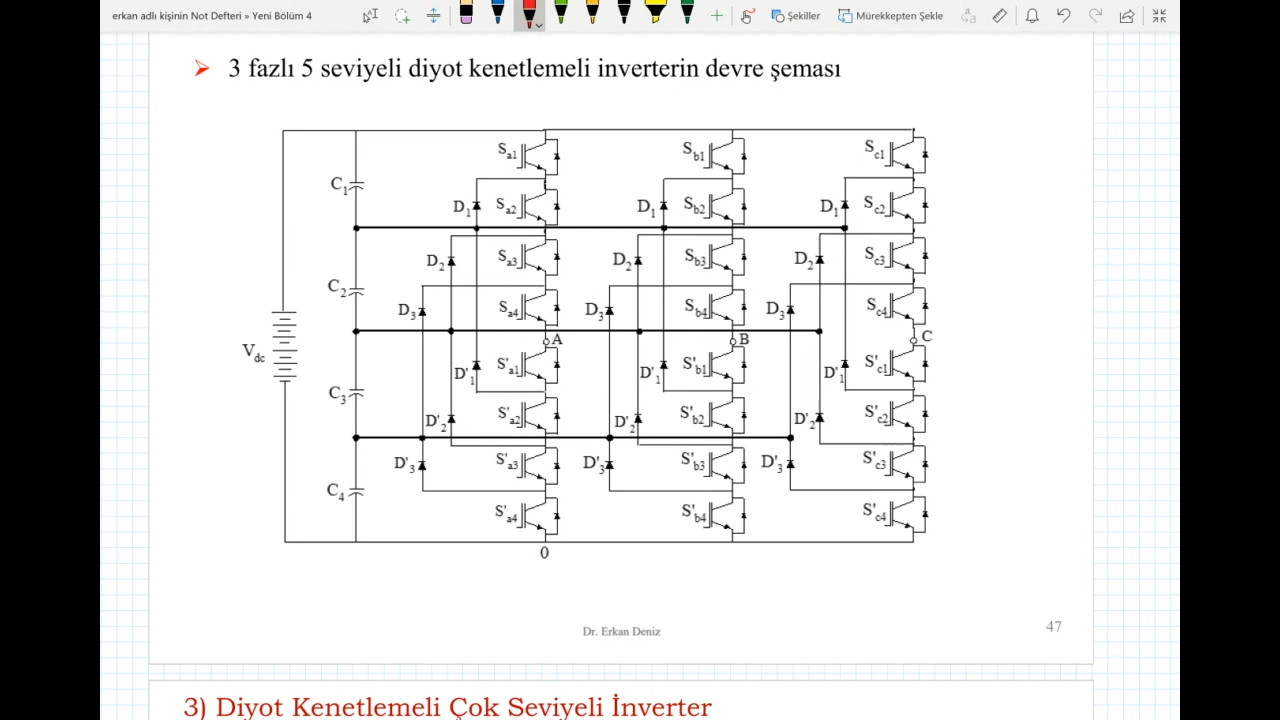 erkan adlı kişinin Not Defteri » Yeni Bölüm 4
Şekiller
Mürekkepten Şekle
3 fazlı 5 seviyeli diyot kenetlemeli inverterin devre şeması
Sa1 Sb1 Sc1
C1
D1 Sa2 D1 Sb2 D1 Sc2
D2 Sa3 D2 Sb3 D2 Sc3
C2
D3 Sa4 D3 Sb4 D3 Sc4
A B C
Vdc
D'1 S'a1 D'1 S'b1 D'1 S'c1
C3
D'2 S'a2 D'2 S'b2 D'2 S'c2
D'3 S'a3 D'3 S'b3 D'3 S'c3
C4
S'a4 S'b4 S'c4
0
Dr. Erkan Deniz
47
3) Diyot Kenetlemeli Çok Seviyeli İnverter